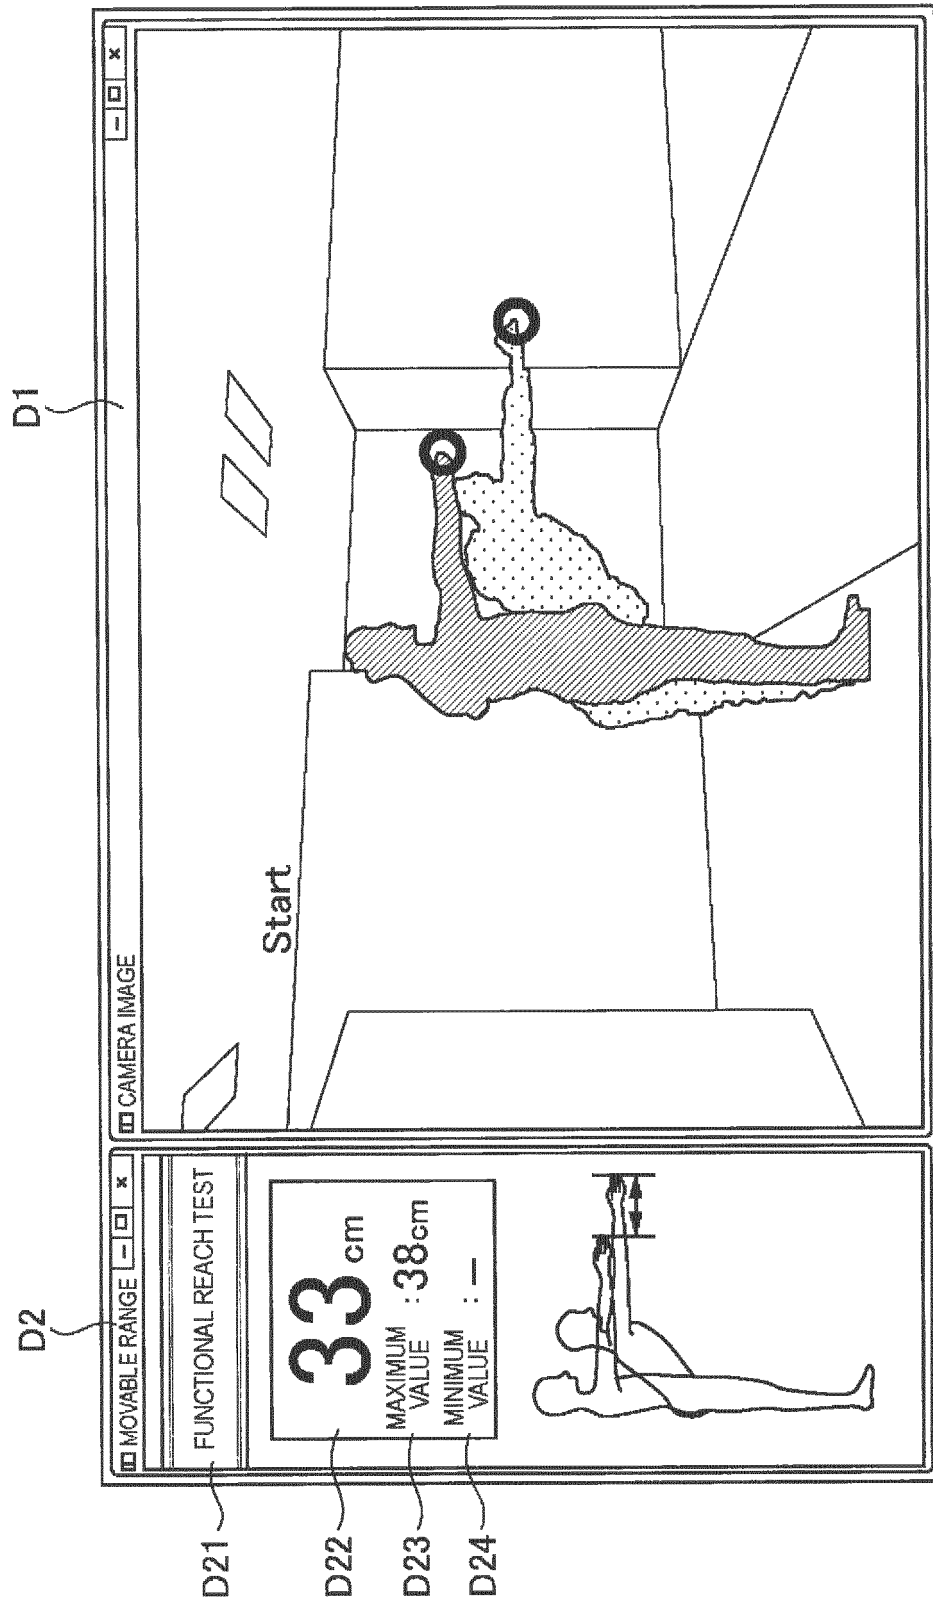 D1
D2
MOVABLE RANGE
CAMERA IMAGE
D21
FUNCTIONAL REACH TEST
D22
33 cm
D23
MAXIMUM
VALUE : 38cm
D24
MINIMUM
VALUE : —
Start